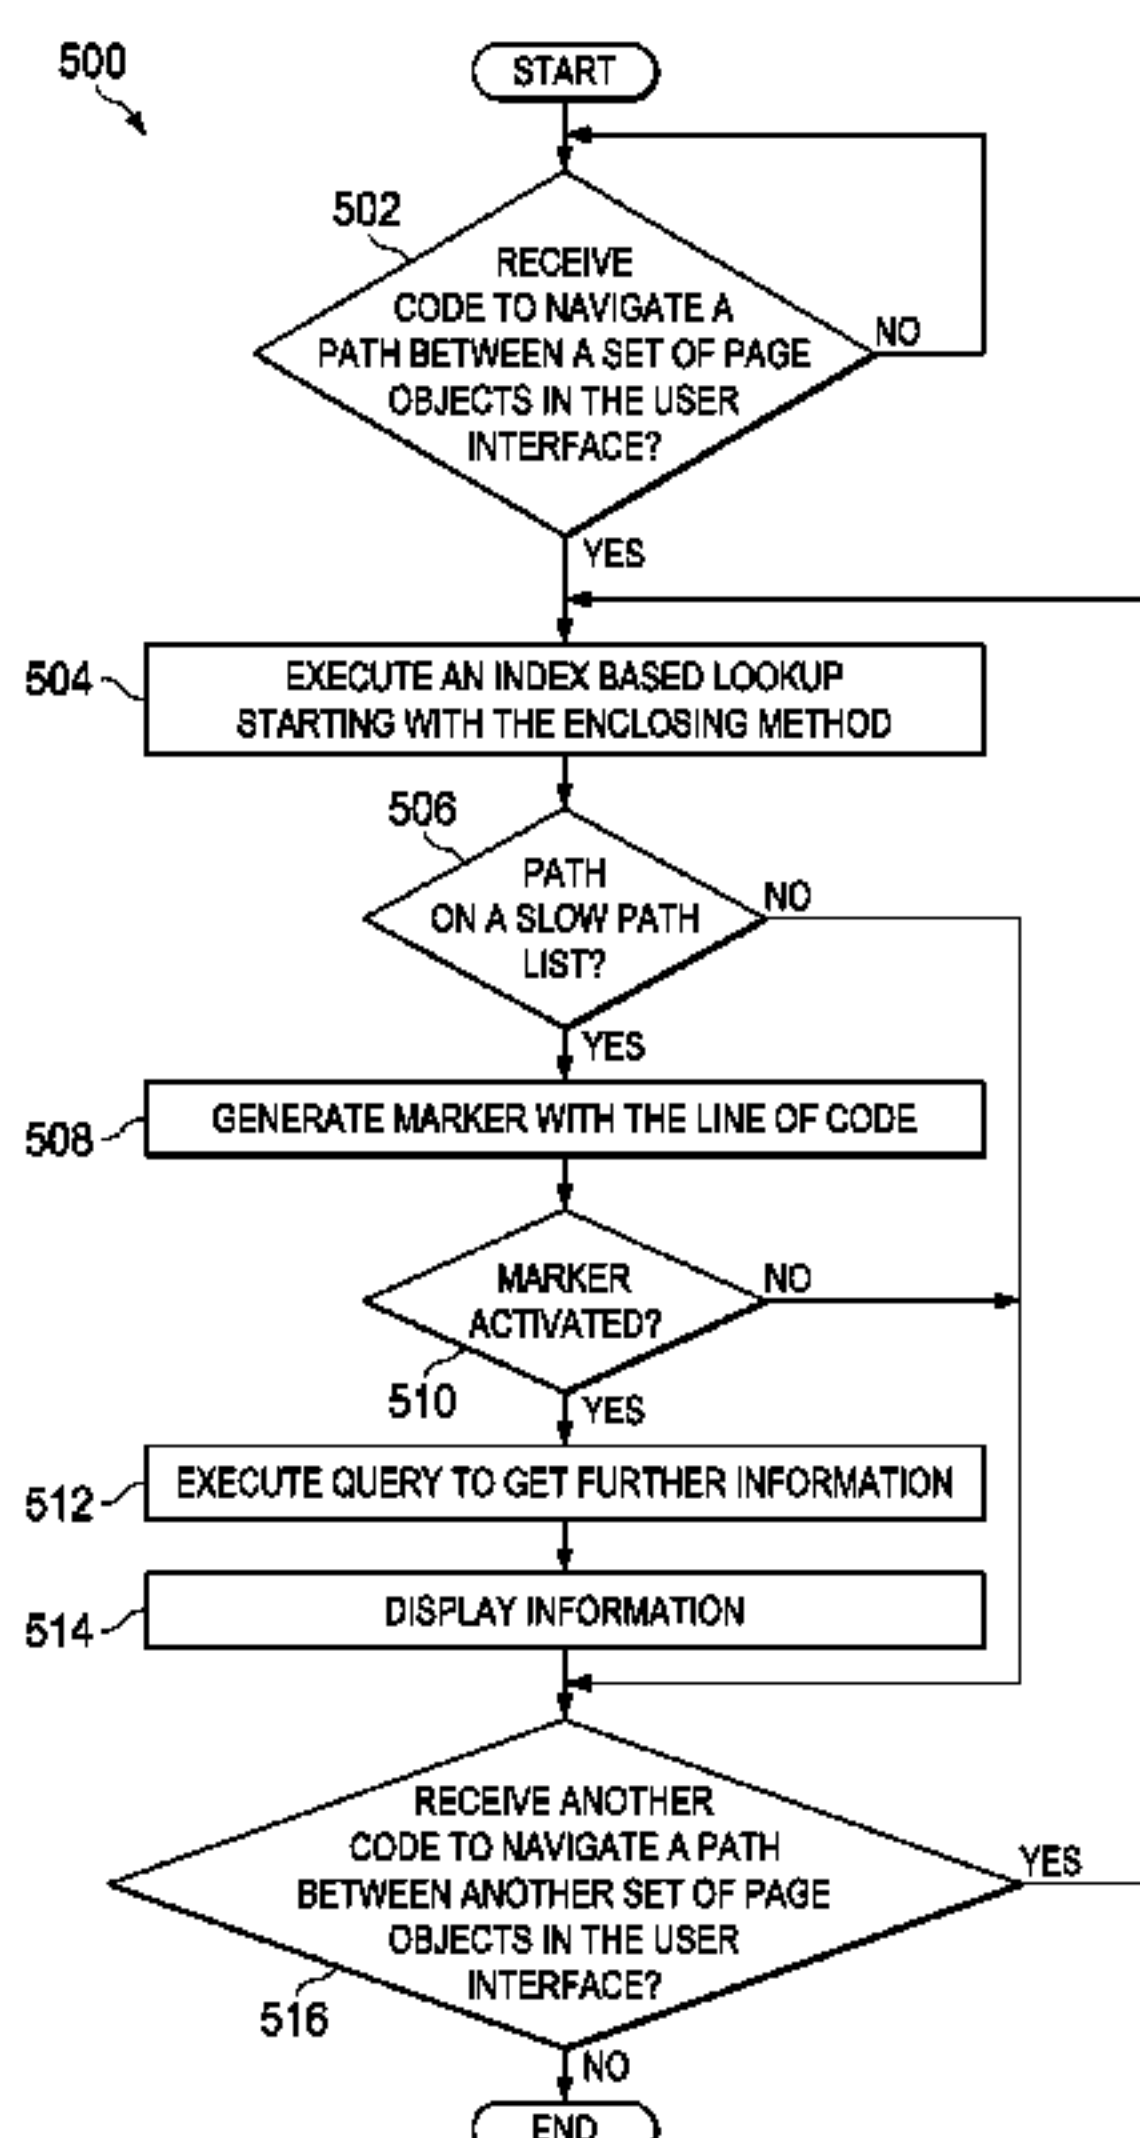 500
START
502
RECEIVE
CODE TO NAVIGATE A
PATH BETWEEN A SET OF PAGE
OBJECTS IN THE USER
INTERFACE?
NO
YES
504
EXECUTE AN INDEX BASED LOOKUP
STARTING WITH THE ENCLOSING METHOD
506
PATH
ON A SLOW PATH
LIST?
NO
YES
508
GENERATE MARKER WITH THE LINE OF CODE
MARKER
ACTIVATED?
NO
510
YES
512
EXECUTE QUERY TO GET FURTHER INFORMATION
514
DISPLAY INFORMATION
RECEIVE ANOTHER
CODE TO NAVIGATE A PATH
BETWEEN ANOTHER SET OF PAGE
OBJECTS IN THE USER
INTERFACE?
YES
516
NO
END